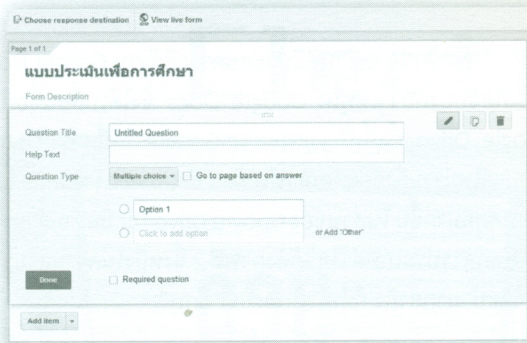 Choose response destination View live form
Page 1 of 1
แบบประเมินเพื่อการศึกษา
Form Description
Question Title Untitled Question
Help Text
Question Type Multiple choice Go to page based on answer
Option 1
Click to add option or Add "Other"
Done Required question
Add item